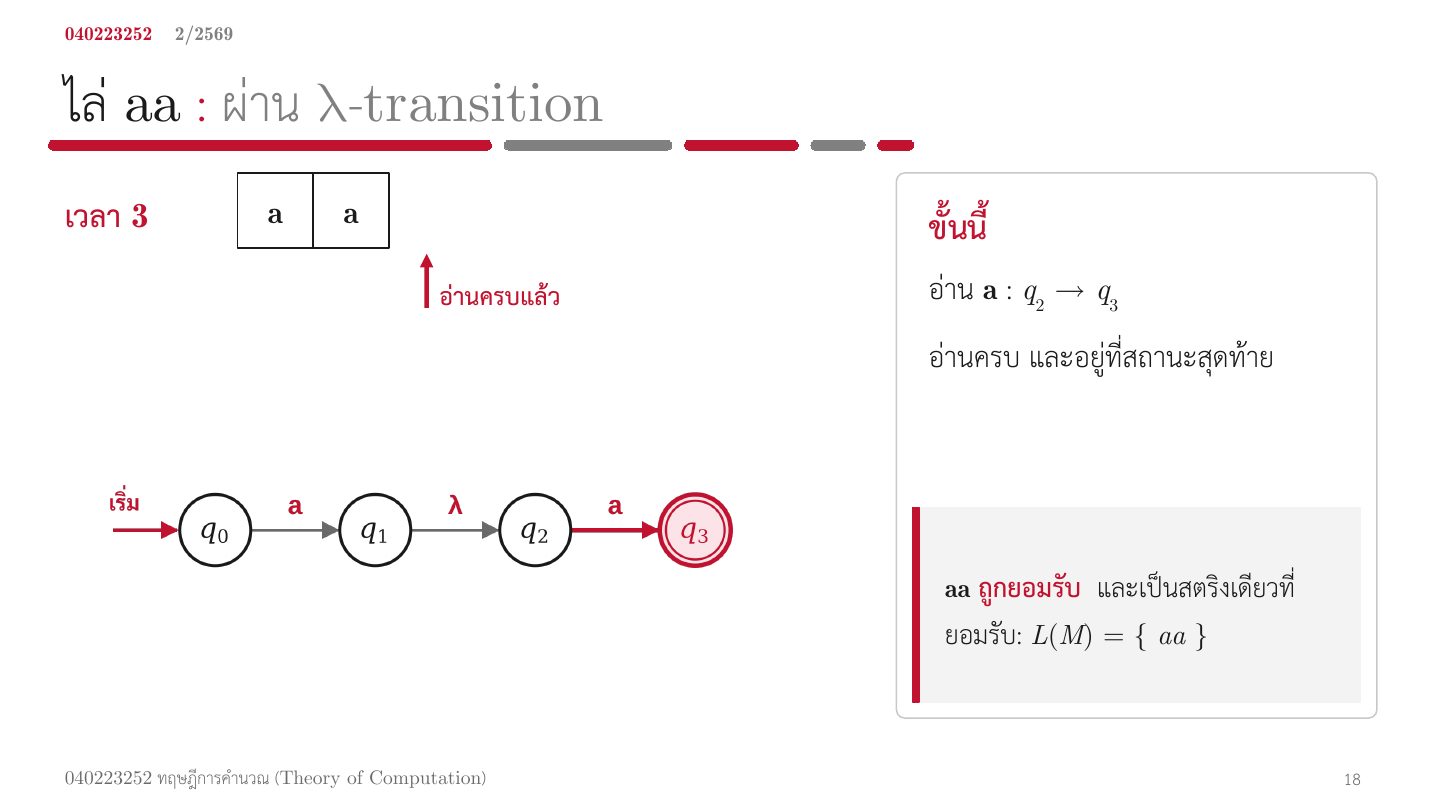 040223252 2/2569
ไล่ aa : ผ่าน λ-transition
เวลา 3
a a
อ่านครบแล้ว
ขั้นนี้
อ่าน a : q₂ → q₃
อ่านครบ และอยู่ที่สถานะสุดท้าย
เริ่ม a λ a
q₀ q₁ q₂ q₃
aa ถูกยอมรับ และเป็นสตริงเดียวที่
ยอมรับ: L(M) = { aa }
040223252 ทฤษฎีการคำนวณ (Theory of Computation) 18